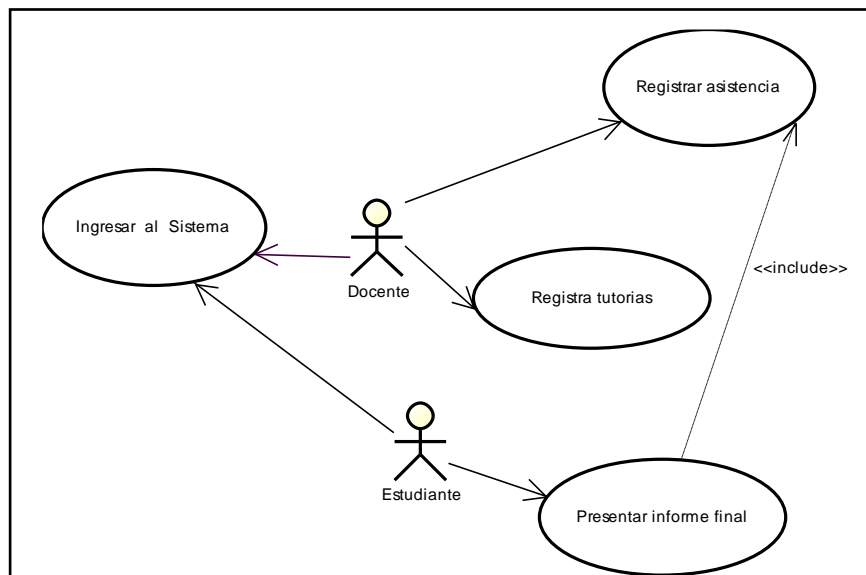 Registrar asistencia
Ingresar al Sistema
Docente
Registra tutorias
<<include>>
Estudiante
Presentar informe final